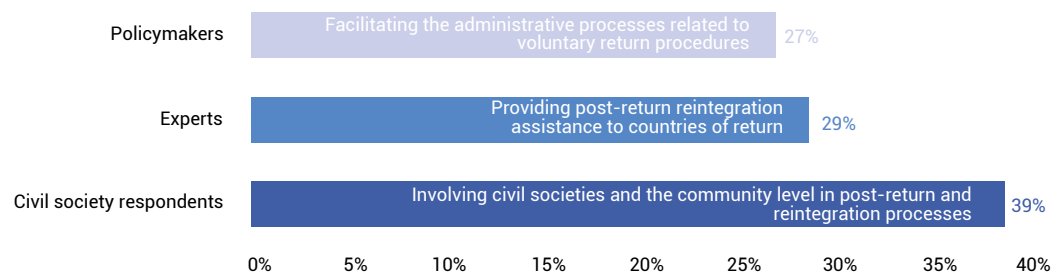 Policymakers
Facilitating the administrative processes related to
voluntary return procedures
27%
Experts
Providing post-return reintegration
assistance to countries of return
29%
Civil society respondents
Involving civil societies and the community level in post-return and
reintegration processes
39%
0% 5% 10% 15% 20% 25% 30% 35% 40%